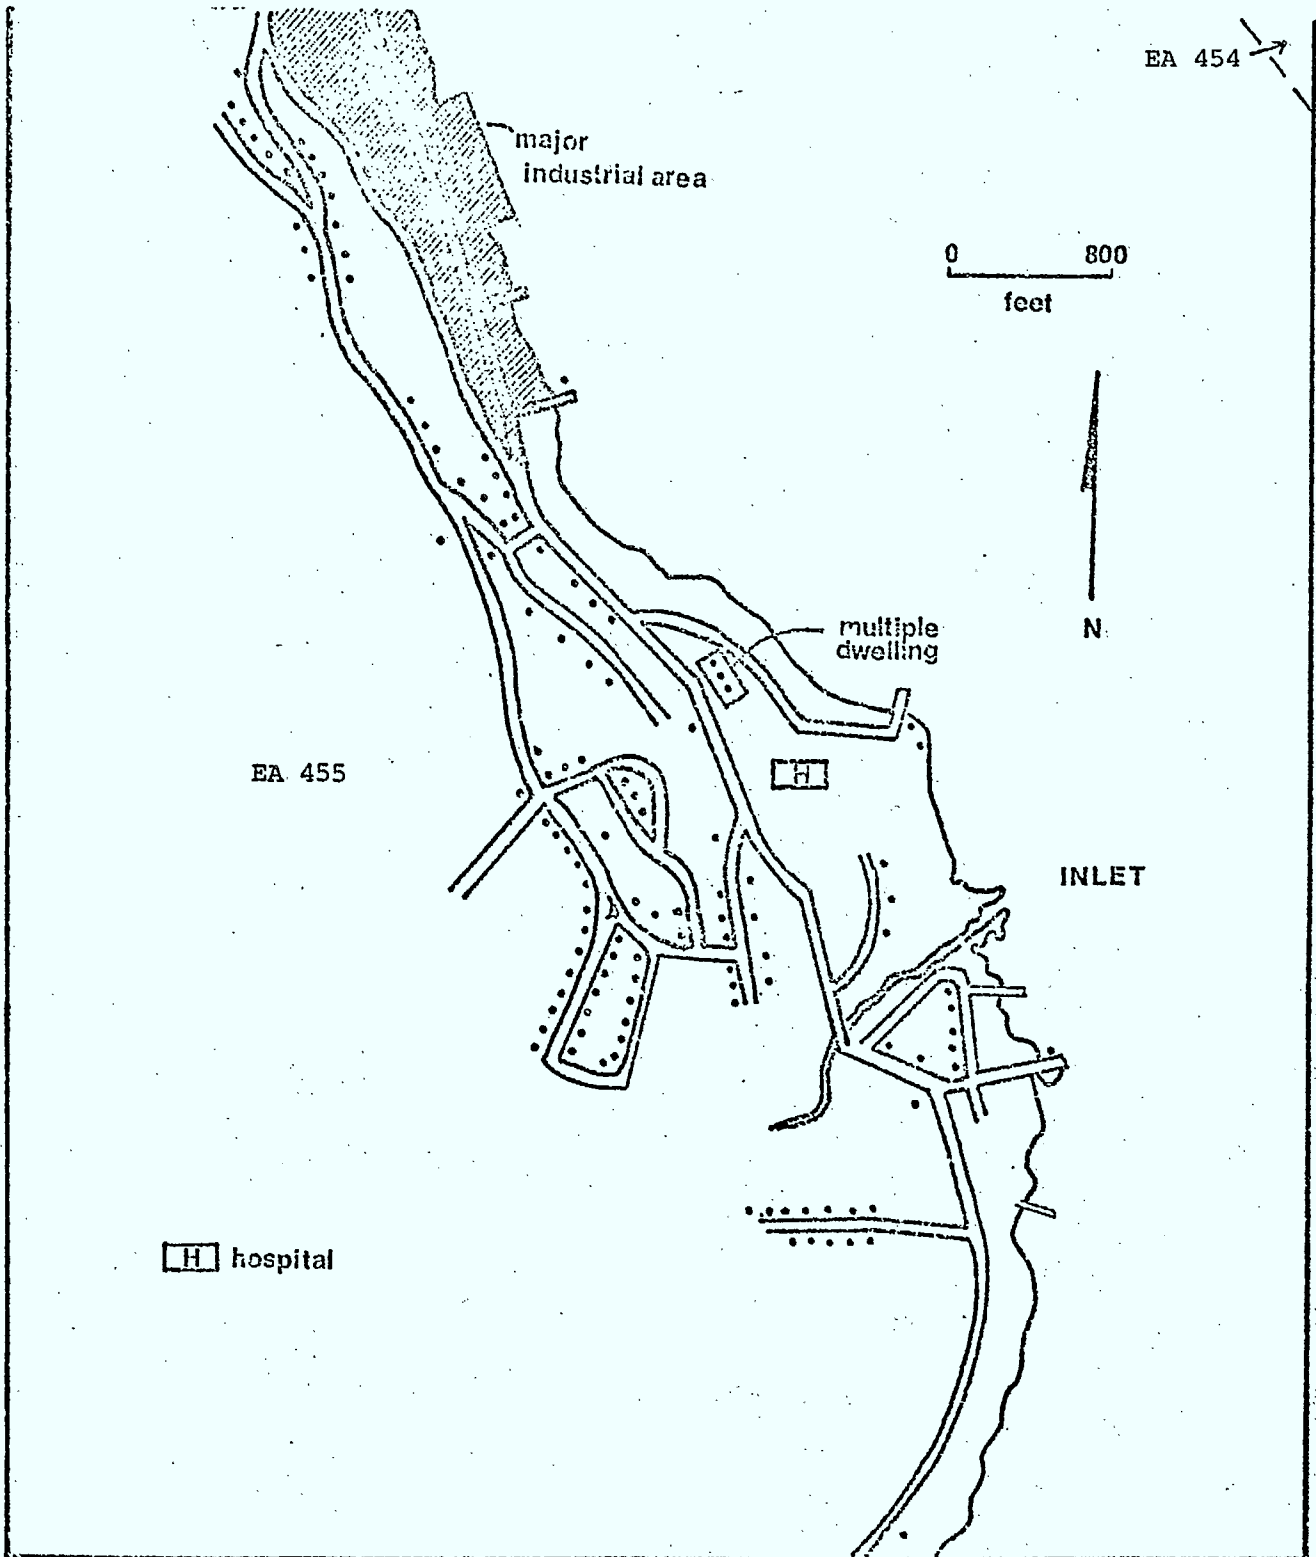 EA 454
major
industrial area
0 800
feet
N
multiple
dwelling
EA 455
H
INLET
H hospital